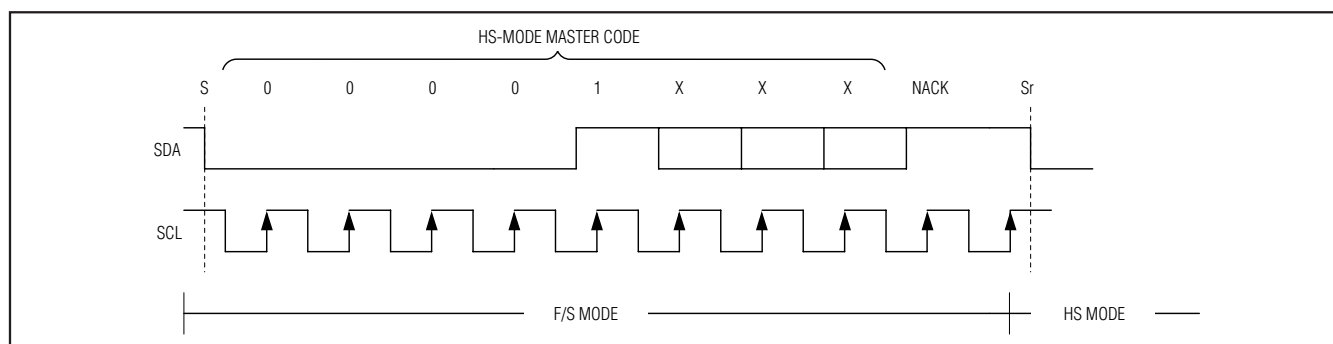 HS-MODE MASTER CODE
S 0 0 0 0 1 X X X NACK Sr
SDA
SCL
F/S MODE HS MODE